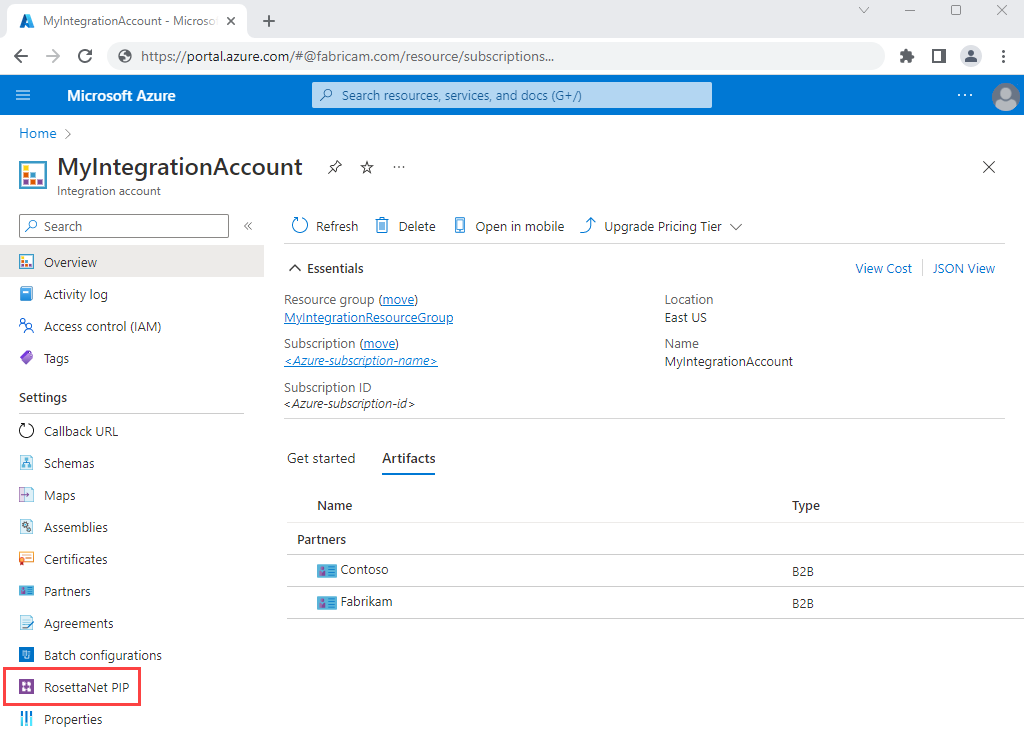 MyIntegrationAccount - Microso
https://portal.azure.com/#@fabricam.com/resource/subscriptions...
Microsoft Azure
Search resources, services, and docs (G+/)
Home
MyIntegrationAccount
Integration account
Search
Refresh Delete Open in mobile Upgrade Pricing Tier
Overview
Activity log
Access control (IAM)
Tags
Settings
Callback URL
Schemas
Maps
Assemblies
Certificates
Partners
Agreements
Batch configurations
RosettaNet PIP
Properties
Essentials
View Cost JSON View
Resource group (move)
MyIntegrationResourceGroup
Subscription (move)
<Azure-subscription-name>
Subscription ID
<Azure-subscription-id>
Location
East US
Name
MyIntegrationAccount
Get started Artifacts
Name Type
Partners
Contoso B2B
Fabrikam B2B